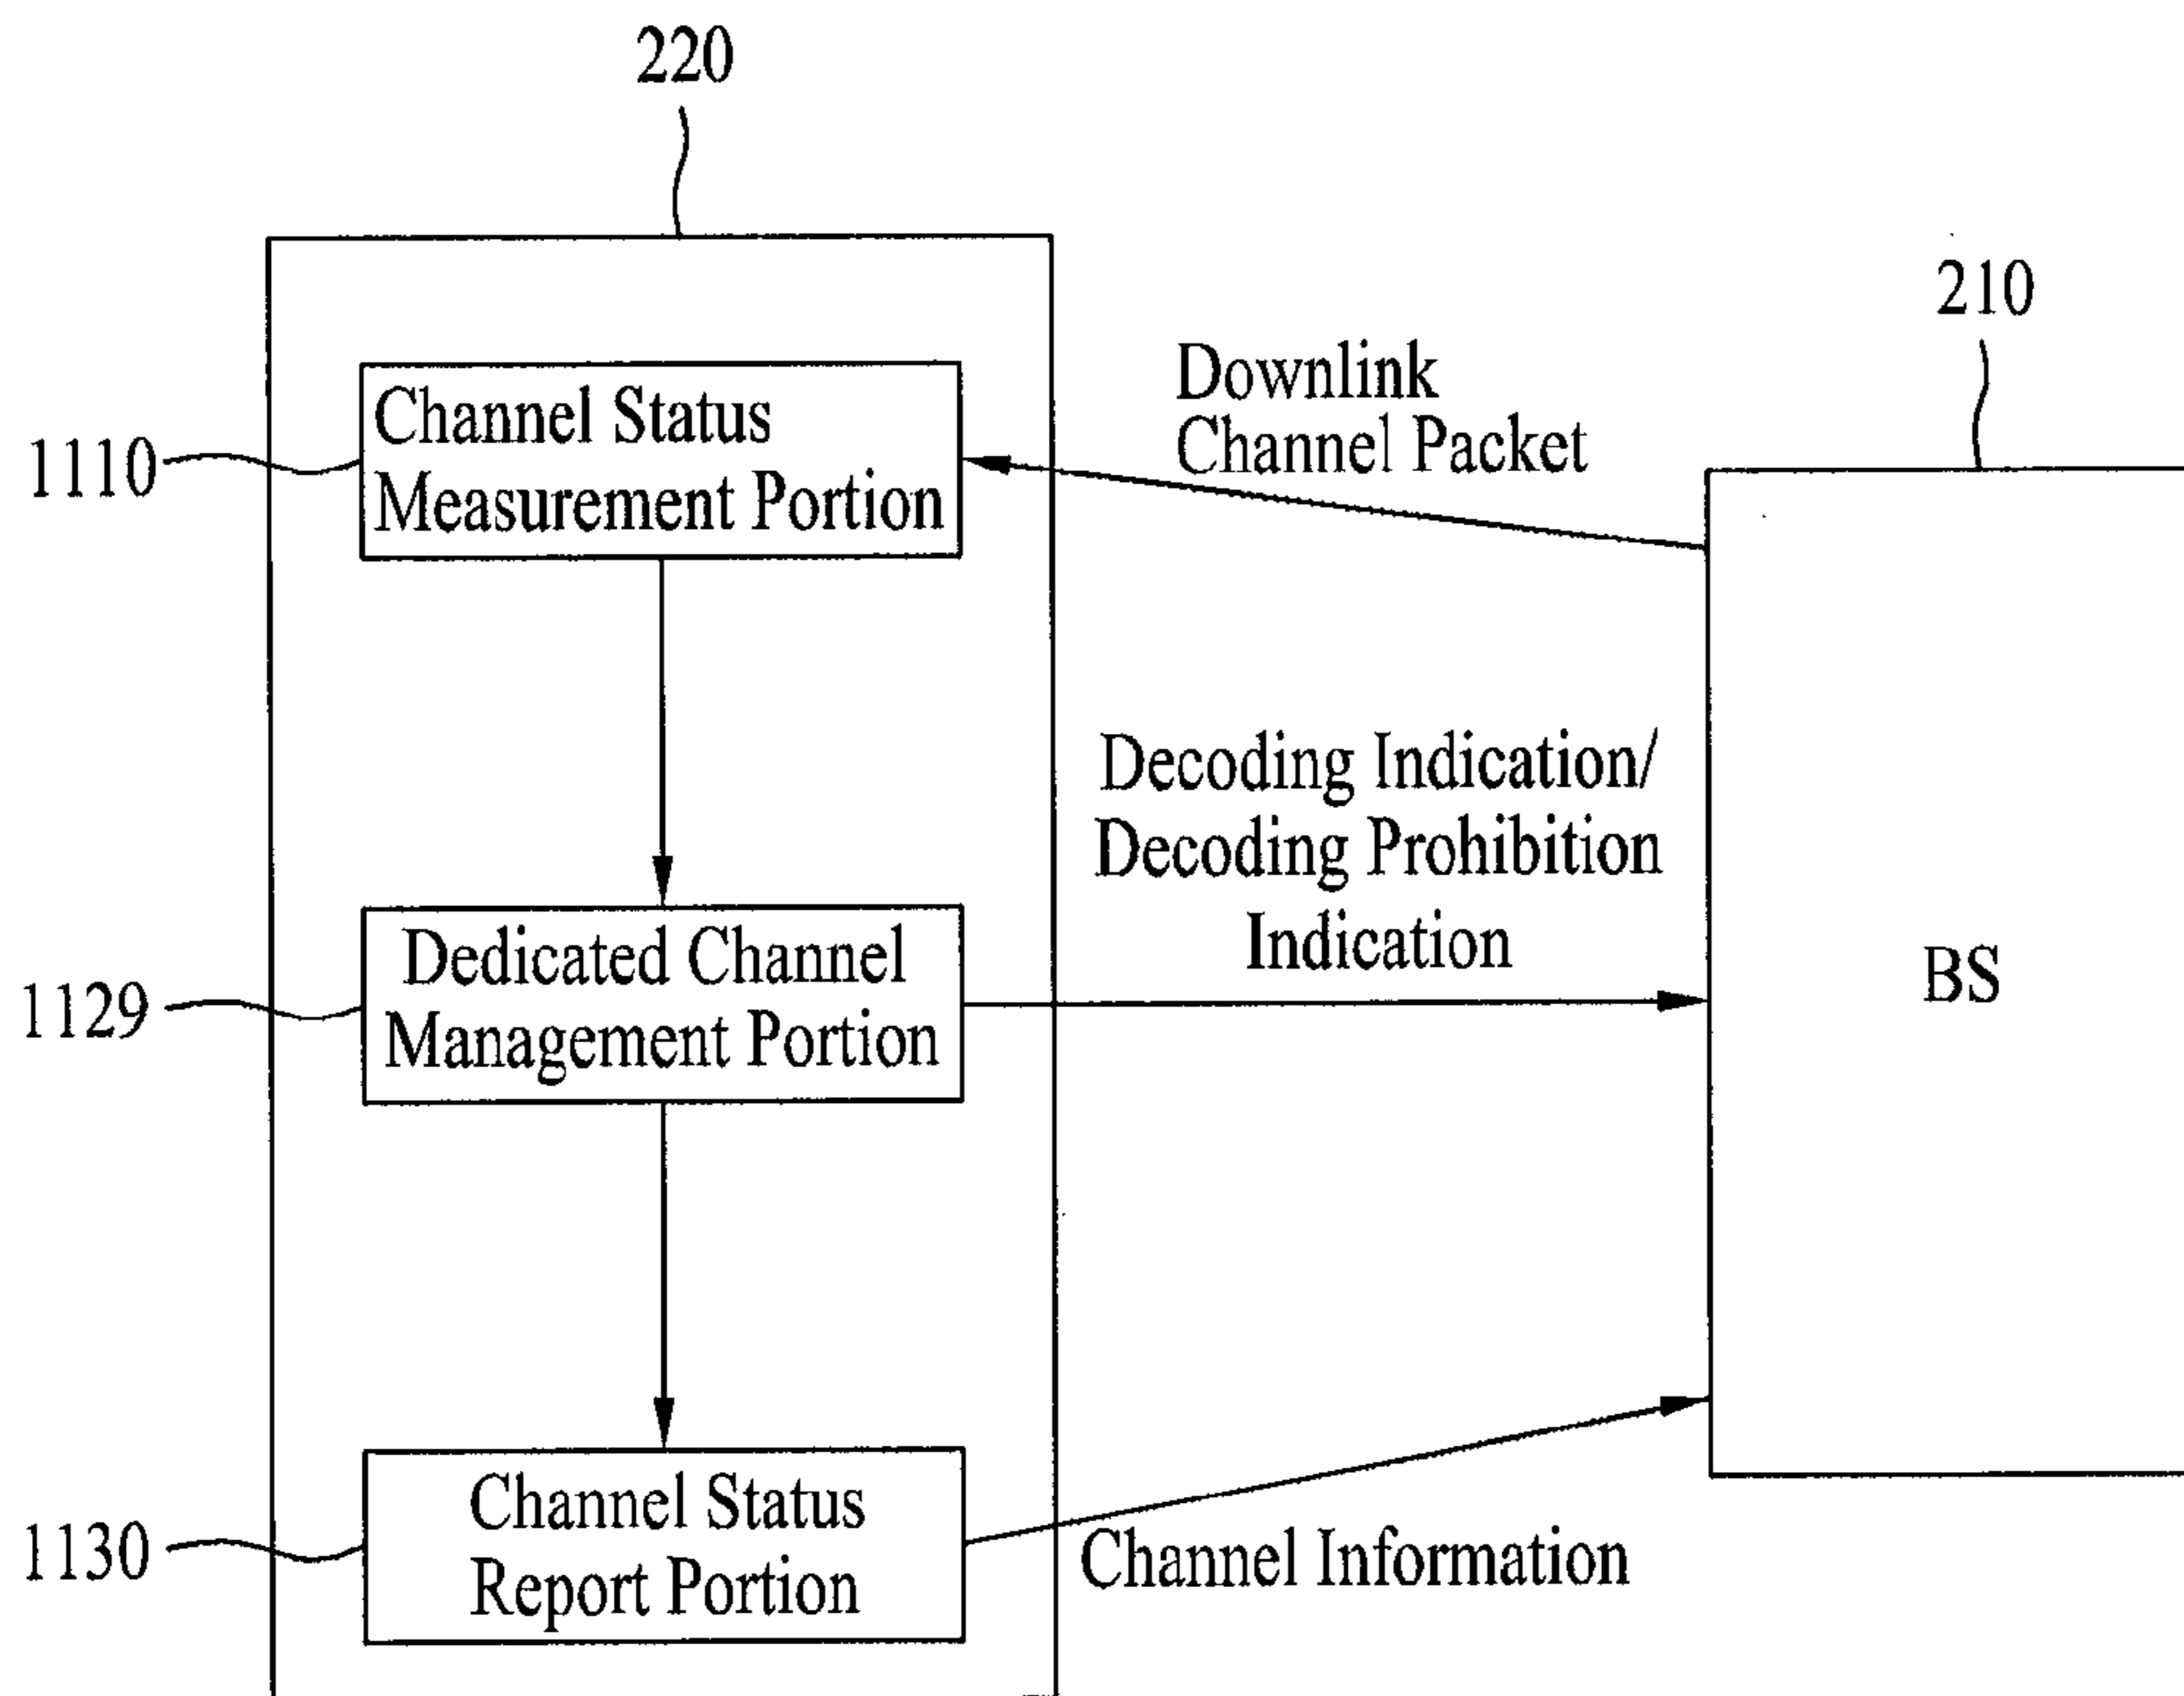 220
210
Downlink
Channel Packet
Channel Status
Measurement Portion
1110
Decoding Indication/
Decoding Prohibition
Indication
Dedicated Channel
Management Portion
1129
BS
Channel Status
Report Portion
1130
Channel Information